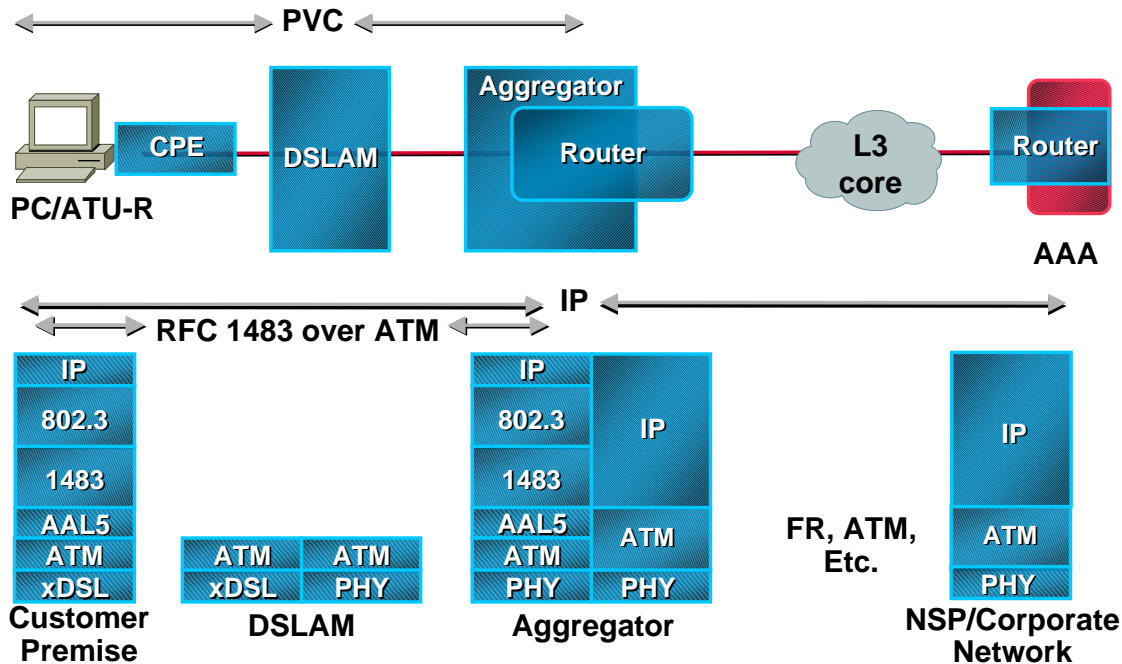 PVC
Aggregator
CPE
DSLAM
Router
L3
core
Router
PC/ATU-R
AAA
IP
RFC 1483 over ATM
IP
802.3
1483
AAL5
ATM
xDSL
Customer
Premise
ATM
ATM
xDSL
PHY
DSLAM
IP
802.3
1483
AAL5
ATM
PHY
IP
ATM
PHY
Aggregator
FR, ATM,
Etc.
IP
ATM
PHY
NSP/Corporate
Network